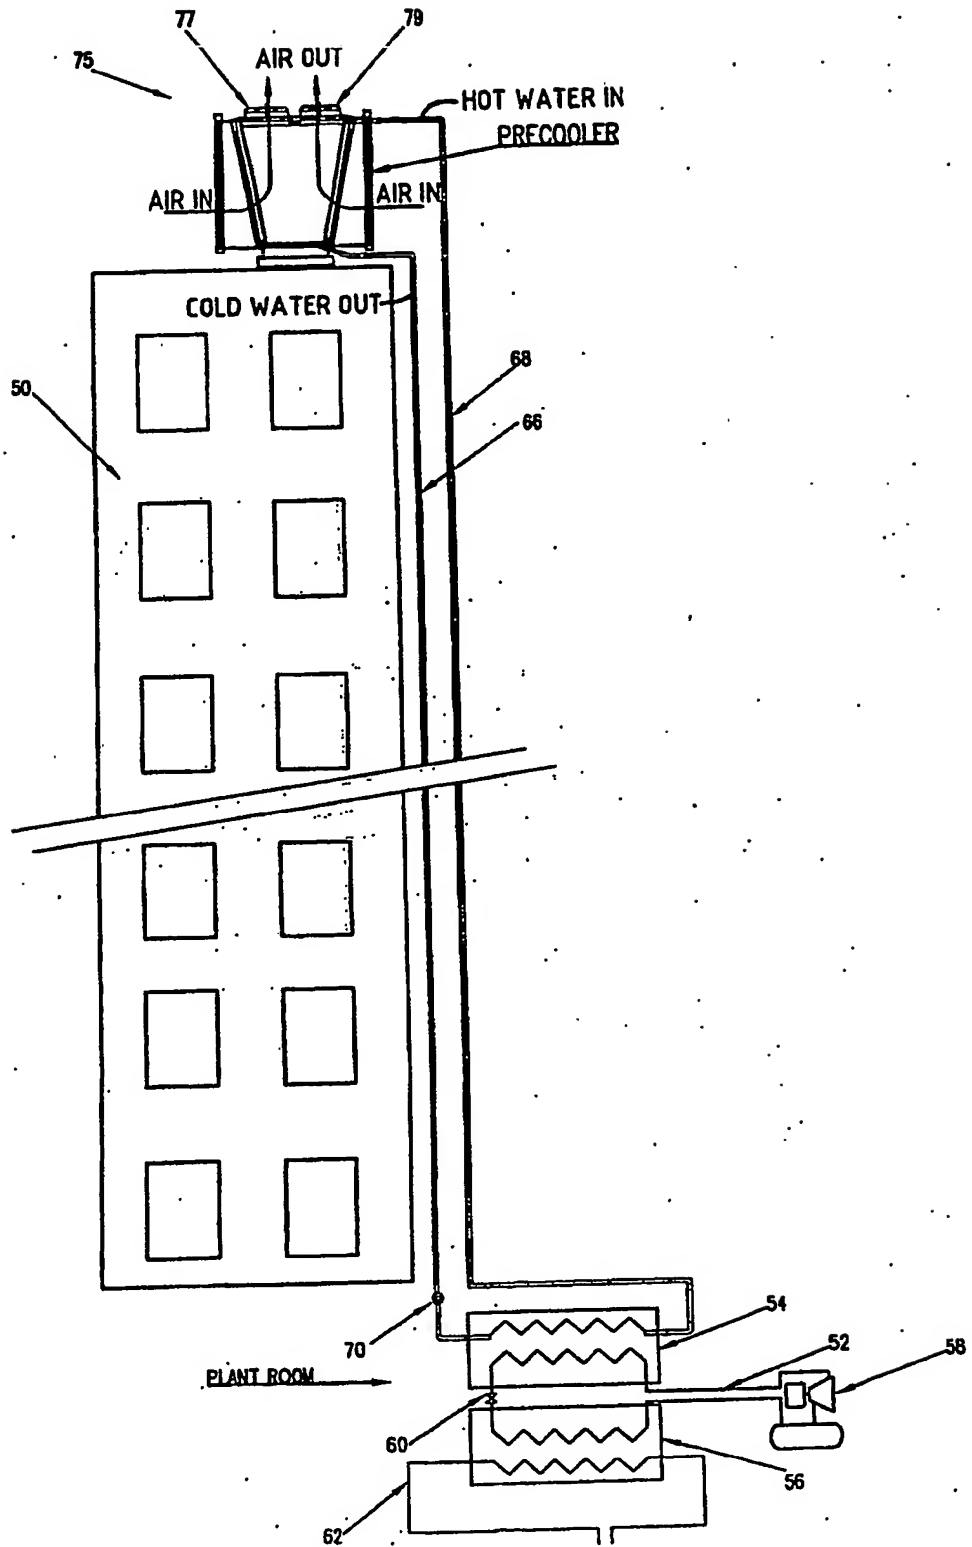 77
79
75
AIR OUT
HOT WATER IN
PRECOOLER
AIR IN
AIR IN
COLD WATER OUT
68
50
66
54
70
52
58
PLANT ROOM
60
56
62